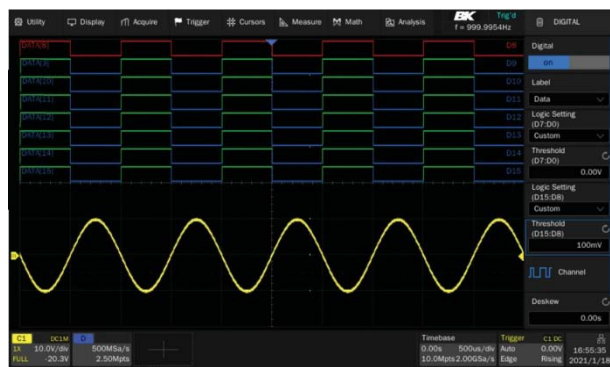 Utility Display Acquire Trigger Cursors Measure Math Analysis BK Trig'd DIGITAL
f = 999.9954Hz
DATA(8) D8
DATA(9) D9
DATA(10) D10
DATA(11) D11
DATA(12) D12
DATA(13) D13
DATA(14) D14
DATA(15) D15
Digital
on
Label
Data
Logic Setting
(D7:D0)
Custom
Threshold
(D7:D0)
0.00V
Logic Setting
(D15:D8)
Custom
Threshold
(D15:D8)
100mV
Channel
Deskew
0.00s
C1 DC1M D Timebase Trigger C1 DC
1X 10.0V/div 500MSa/s 0.00s 500us/div Auto 0.00V 16:55:35
FULL -20.3V 2.50Mpts 10.0Mpts 2.00GSa/s Edge Rising 2021/1/18